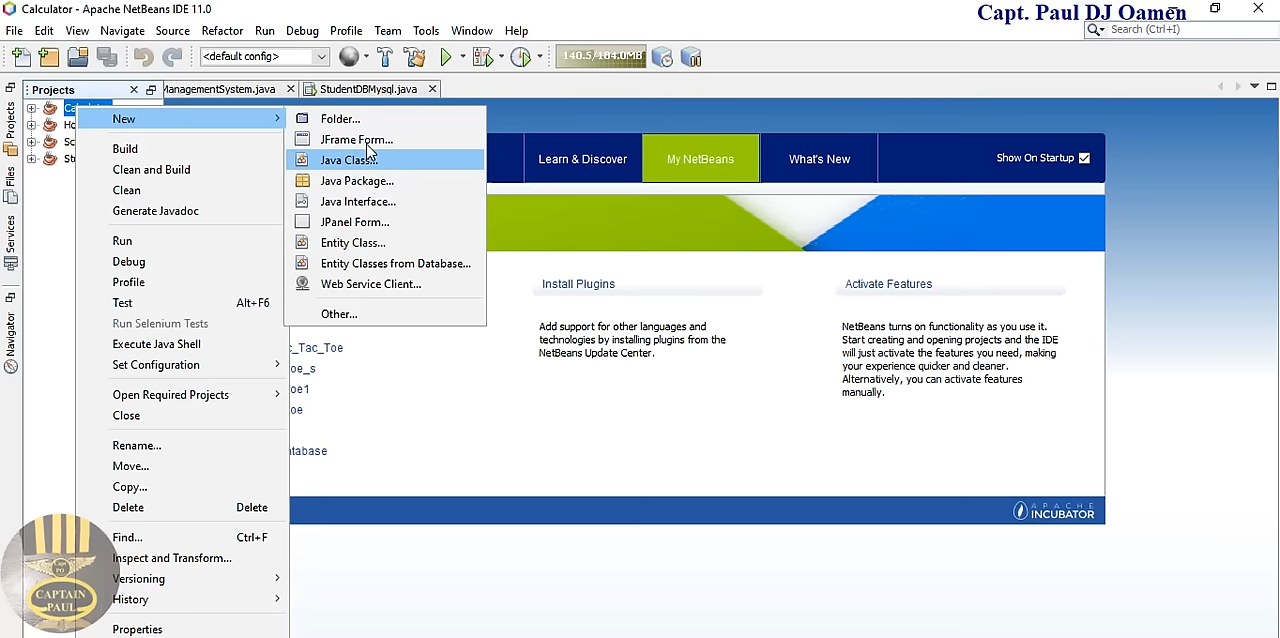 Calculator - Apache NetBeans IDE 11.0
Capt. Paul DJ Oamen
File Edit View Navigate Source Refactor Run Debug Profile Team Tools Window Help
Search (Ctrl+I)
<default config>
140.5/184.0MB
Projects
ManagementSystem.java
StudentDBMysql.java
Projects
Files
Services
Navigator
New
Build
Clean and Build
Clean
Generate Javadoc
Run
Debug
Profile
Test Alt+F6
Run Selenium Tests
Execute Java Shell
Set Configuration
Open Required Projects
Close
Rename...
Move...
Copy...
Delete Delete
Find... Ctrl+F
Inspect and Transform...
Versioning
History
Properties
Folder...
JFrame Form...
Java Class...
Java Package...
Java Interface...
JPanel Form...
Entity Class...
Entity Classes from Database...
Web Service Client...
Other...
Learn & Discover
My NetBeans
What's New
Show On Startup
Install Plugins
Add support for other languages and
technologies by installing plugins from the
NetBeans Update Center.
Activate Features
NetBeans turns on functionality as you use it.
Start creating and opening projects and the IDE
will just activate the features you need, making
your experience quicker and cleaner.
Alternatively, you can activate features
manually.
c_Tac_Toe
oe_s
oe1
oe
atabase
APACHE
INCUBATOR
Capt
PO
CAPTAIN
PAUL